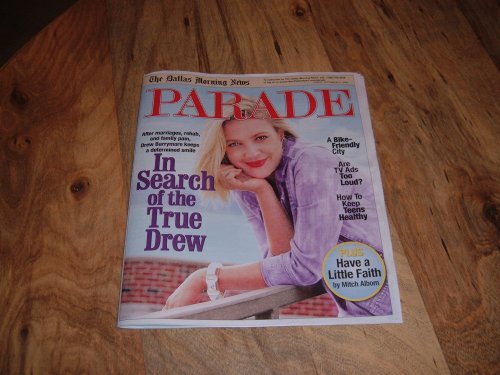 The Dallas Morning News
PARADE
After marriages, rehab,
and family pain,
Drew Barrymore keeps
a determined smile
In
Search
of the
True
Drew
A Bike-
Friendly
City
Are
TV Ads
Too
Loud?
How To
Keep
Teens
Healthy
PLUS
Have a
Little Faith
by Mitch Albom